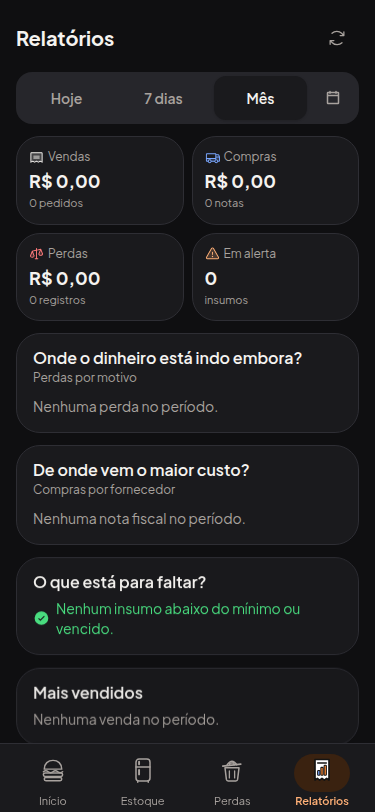 Relatórios
Hoje
7 dias
Mês
Vendas
R$ 0,00
0 pedidos
Compras
R$ 0,00
0 notas
Perdas
R$ 0,00
0 registros
Em alerta
0
insumos
Onde o dinheiro está indo embora?
Perdas por motivo
Nenhuma perda no período.
De onde vem o maior custo?
Compras por fornecedor
Nenhuma nota fiscal no período.
O que está para faltar?
Nenhum insumo abaixo do mínimo ou
vencido.
Mais vendidos
Nenhuma venda no período.
Início
Estoque
Perdas
Relatórios